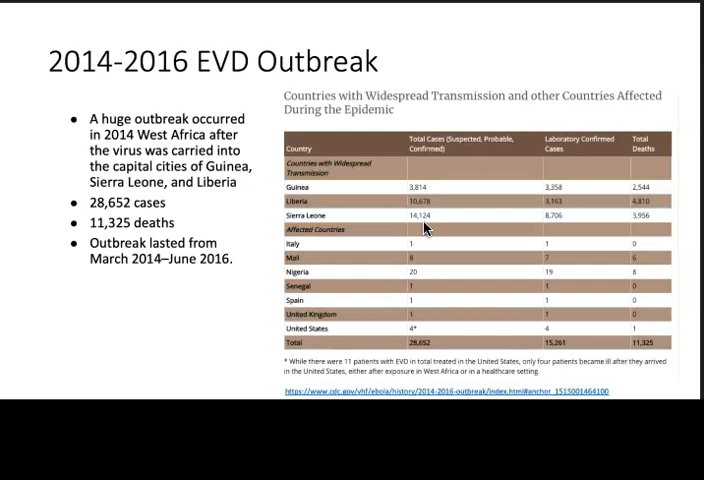 2014-2016 EVD Outbreak
● A huge outbreak occurred
in 2014 West Africa after
the virus was carried into
the capital cities of Guinea,
Sierra Leone, and Liberia
● 28,652 cases
● 11,325 deaths
● Outbreak lasted from
March 2014–June 2016.
Countries with Widespread Transmission and other Countries Affected
During the Epidemic
Country Total Cases (Suspected, Probable, Confirmed) Laboratory Confirmed Cases Total Deaths
Countries with Widespread
Transmission
Guinea 3,814 3,358 2,544
Liberia 10,678 3,163 4,810
Sierra Leone 14,124 8,706 3,956
Affected Countries
Italy 1 1 0
Mali 8 7 6
Nigeria 20 19 8
Senegal 1 1 0
Spain 1 1 0
United Kingdom 1 1 0
United States 4* 4 1
Total 28,652 15,261 11,325
* While there were 11 patients with EVD in total treated in the United States, only four patients became ill after they arrived
in the United States, either after exposure in West Africa or in a healthcare setting.
https://www.cdc.gov/vhf/ebola/history/2014-2016-outbreak/index.html#anchor_1515001464100